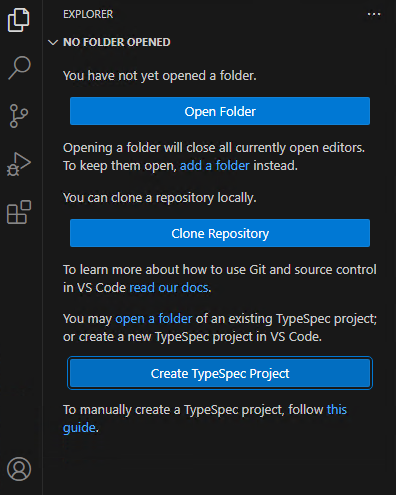 EXPLORER
NO FOLDER OPENED
You have not yet opened a folder.
Open Folder
Opening a folder will close all currently open editors.
To keep them open, add a folder instead.
You can clone a repository locally.
Clone Repository
To learn more about how to use Git and source control
in VS Code read our docs.
You may open a folder of an existing TypeSpec project;
or create a new TypeSpec project in VS Code.
Create TypeSpec Project
To manually create a TypeSpec project, follow this
guide.